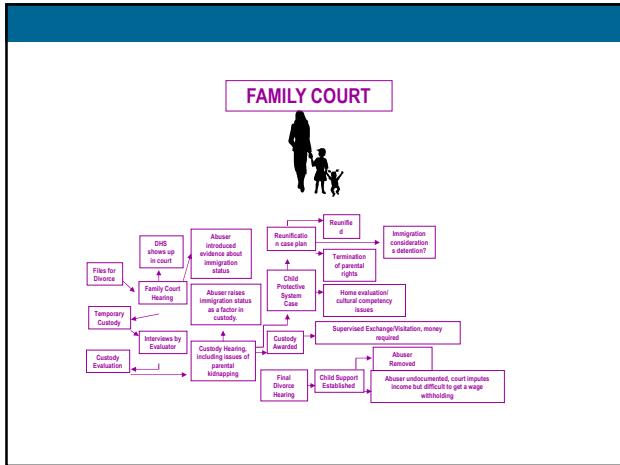 FAMILY COURT
Files for
Divorce
DHS
shows up
in court
Family Court
Hearing
Abuser
introduced
evidence about
immigration
status
Temporary
Custody
Interviews by
Evaluator
Custody
Evaluation
Abuser raises
immigration status
as a factor in
custody.
Custody Hearing,
including issues of
parental
kidnapping
Reunificatio
n case plan
Reunifie
d
Immigration
consideration
s detention?
Termination
of parental
rights
Child
Protective
System
Case
Home evaluation/
cultural competency
issues
Custody
Awarded
Supervised Exchange/Visitation, money
required
Final
Divorce
Hearing
Child Support
Established
Abuser
Removed
Abuser undocumented, court imputes
income but difficult to get a wage
withholding